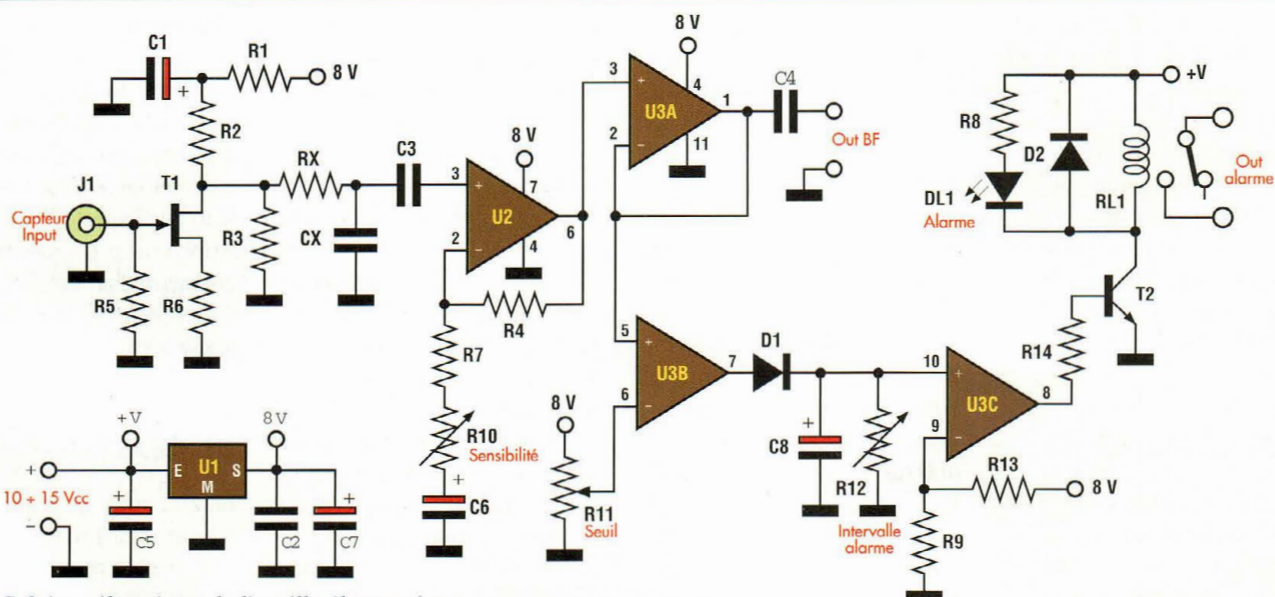 C1
+
R1
8 V
R2
J1
Capteur
Input
T1
R5
R6
R3
RX
CX
C3
8 V
3
+
7
U2
2
−
4
6
R4
R7
R10
Sensibilité
+
C6
8 V
3
+
4
U3A
1
2
−
11
C4
Out BF
5
+
U3B
7
6
−
8 V
R11
Seuil
D1
+
C8
R12
Intervalle
alarme
10
+
U3C
8
9
−
R13
8 V
R9
R14
T2
+V
R8
D2
DL1
Alarme
RL1
Out
alarme
+V
8 V
+
E
U1
S
M
10 ÷ 15 Vcc
−
+
C5
C2
+
C7